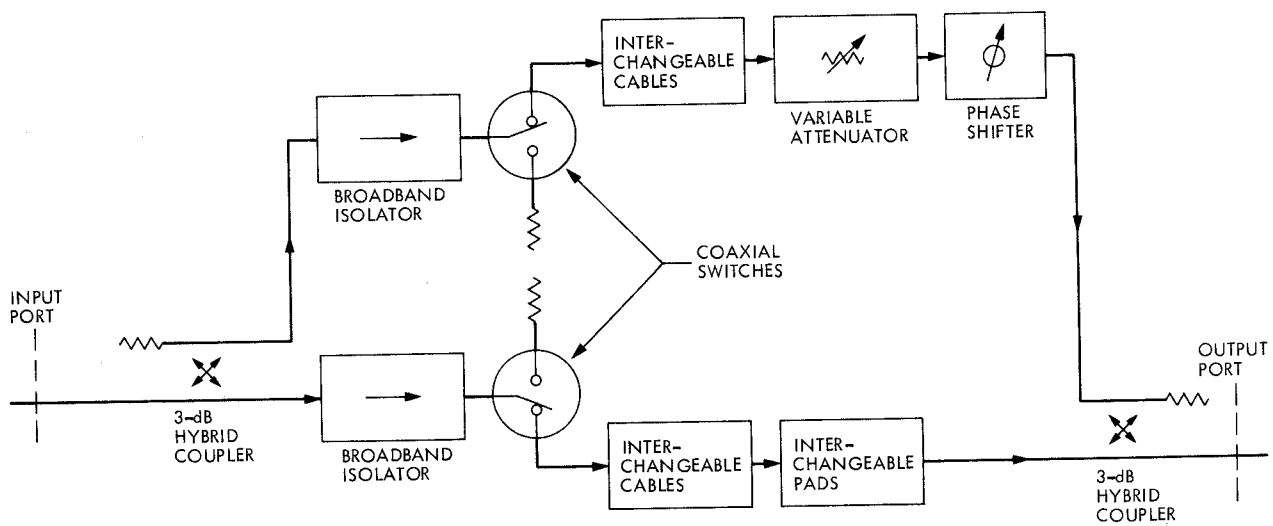 INTER-
CHANGEABLE
CABLES
VARIABLE
ATTENUATOR
PHASE
SHIFTER
BROADBAND
ISOLATOR
COAXIAL
SWITCHES
INPUT
PORT
OUTPUT
PORT
3-dB
HYBRID
COUPLER
BROADBAND
ISOLATOR
INTER-
CHANGEABLE
CABLES
INTER-
CHANGEABLE
PADS
3-dB
HYBRID
COUPLER